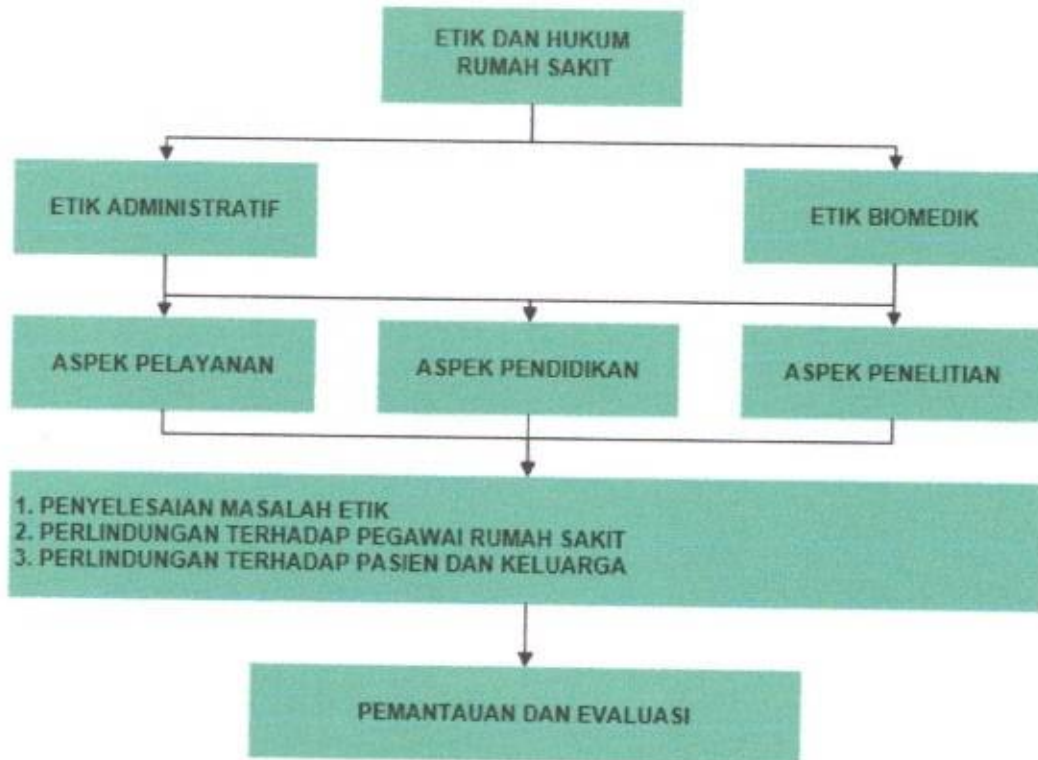 ETIK DAN HUKUM
RUMAH SAKIT
ETIK ADMINISTRATIF
ETIK BIOMEDIK
ASPEK PELAYANAN
ASPEK PENDIDIKAN
ASPEK PENELITIAN
1. PENYELESAIAN MASALAH ETIK
2. PERLINDUNGAN TERHADAP PEGAWAI RUMAH SAKIT
3. PERLINDUNGAN TERHADAP PASIEN DAN KELUARGA
PEMANTAUAN DAN EVALUASI